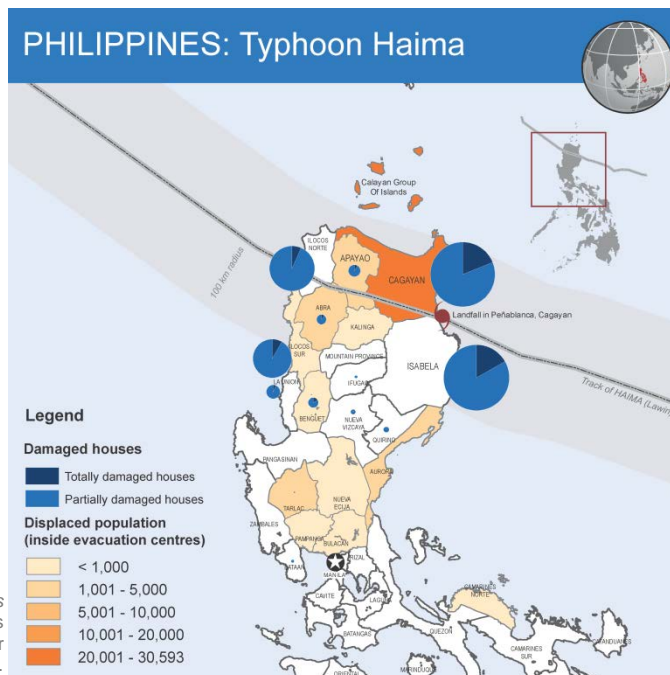 PHILIPPINES: Typhoon Haima
Calayan Group
Of Islands
ILOCOS
NORTE
APAYAO
CAGAYAN
100 km radius
Landfall in Peñablanca, Cagayan
ABRA
KALINGA
ILOCOS
SUR
MOUNTAIN PROVINCE
ISABELA
IFUGAO
Track of HAIMA (Lawin)
LA UNION
BENGUET
NUEVA
VIZCAYA
QUIRINO
PANGASINAN
AURORA
NUEVA
ECIJA
TARLAC
ZAMBALES
PAMPANGA
BULACAN
BATAAN
RIZAL
MANILA
CAVITE
LAGUNA
BATANGAS
QUEZON
CAMARINES
NORTE
CAMARINES
SUR
CATANDUANES
MARINDUQUE
ORIENTAL
Legend
Damaged houses
Totally damaged houses
Partially damaged houses
Displaced population
(inside evacuation centres)
< 1,000
1,001 - 5,000
5,001 - 10,000
10,001 - 20,000
20,001 - 30,593